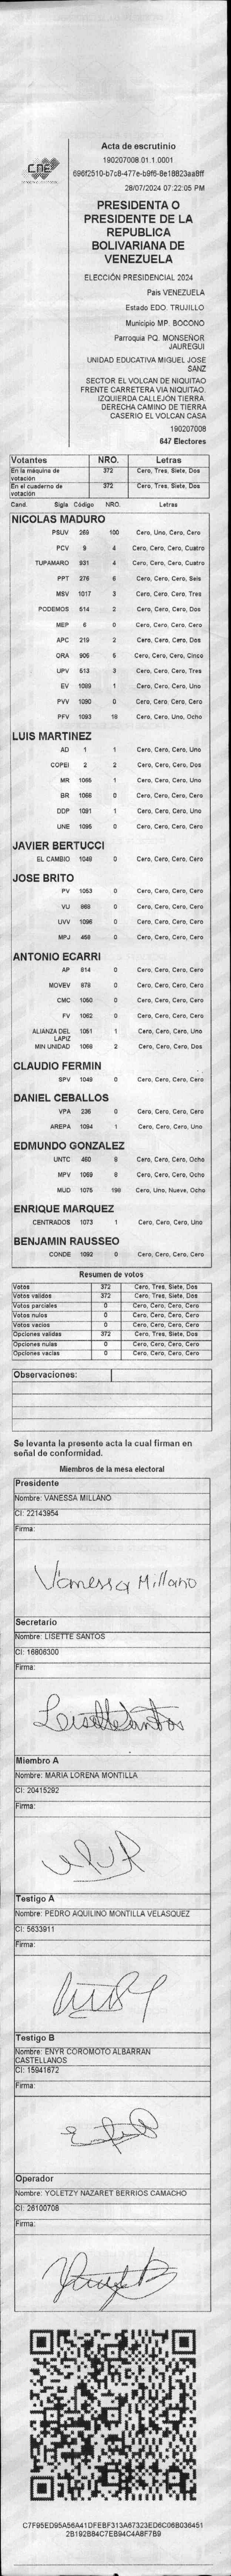 CNE
Acta de escrutinio
190207008.01.1.0001
28/07/2024 07:22:05 PM
PRESIDENTA O
PRESIDENTE DE LA
REPUBLICA
BOLIVARIANA DE
VENEZUELA
ELECCIÓN PRESIDENCIAL 2024
Pais VENEZUELA
Estado EDO. TRUJILLO
Municipio MP. BOCONO
Parroquia PQ. MONSEÑOR
JAUREGUI
UNIDAD EDUCATIVA MIGUEL JOSE
SANZ
SECTOR EL VOLCAN DE NIQUITAO
FRENTE CARRETERA VIA NIQUITAO.
IZQUIERDA CALLEJÓN TIERRA.
DERECHA CAMINO DE TIERRA
CASERIO EL VOLCAN CASA
190207008
647 Electores
Votantes NRO. Letras
En la máquina de votación 372 Cero, Tres, Siete, Dos
En el cuaderno de votación 372 Cero, Tres, Siete, Dos
Cand. Sigla Código NRO. Letras
NICOLAS MADURO
PSUV 269 100 Cero, Uno, Cero, Cero
PCV 9 4 Cero, Cero, Cero, Cuatro
TUPAMARO 931 4 Cero, Cero, Cero, Cuatro
PPT 276 6 Cero, Cero, Cero, Seis
MSV 1017 3 Cero, Cero, Cero, Tres
PODEMOS 514 2 Cero, Cero, Cero, Dos
MEP 6 0 Cero, Cero, Cero, Cero
APC 219 2 Cero, Cero, Cero, Dos
ORA 906 5 Cero, Cero, Cero, Cinco
UPV 513 3 Cero, Cero, Cero, Tres
EV 1089 1 Cero, Cero, Cero, Uno
PVV 1090 0 Cero, Cero, Cero, Cero
PFV 1093 18 Cero, Cero, Uno, Ocho
LUIS MARTINEZ
AD 1 1 Cero, Cero, Cero, Uno
COPEI 2 2 Cero, Cero, Cero, Dos
MR 1065 1 Cero, Cero, Cero, Uno
BR 1066 0 Cero, Cero, Cero, Cero
DDP 1091 1 Cero, Cero, Cero, Uno
UNE 1095 0 Cero, Cero, Cero, Cero
JAVIER BERTUCCI
EL CAMBIO 1048 0 Cero, Cero, Cero, Cero
JOSE BRITO
PV 1053 0 Cero, Cero, Cero, Cero
VU 868 0 Cero, Cero, Cero, Cero
UVV 1096 0 Cero, Cero, Cero, Cero
MPJ 458 0 Cero, Cero, Cero, Cero
ANTONIO ECARRI
AP 814 0 Cero, Cero, Cero, Cero
MOVEV 678 0 Cero, Cero, Cero, Cero
CMC 1050 0 Cero, Cero, Cero, Cero
FV 1062 0 Cero, Cero, Cero, Cero
ALIANZA DEL LAPIZ 1051 1 Cero, Cero, Cero, Uno
MIN UNIDAD 1068 2 Cero, Cero, Cero, Dos
CLAUDIO FERMIN
SPV 1049 0 Cero, Cero, Cero, Cero
DANIEL CEBALLOS
VPA 236 0 Cero, Cero, Cero, Cero
AREPA 1094 1 Cero, Cero, Cero, Uno
EDMUNDO GONZALEZ
UNTC 460 8 Cero, Cero, Cero, Ocho
MPV 1069 8 Cero, Cero, Cero, Ocho
MUD 1075 198 Cero, Uno, Nueve, Ocho
ENRIQUE MARQUEZ
CENTRADOS 1073 1 Cero, Cero, Cero, Uno
BENJAMIN RAUSSEO
CONDE 1092 0 Cero, Cero, Cero, Cero
Resumen de votos
Votos 372 Cero, Tres, Siete, Dos
Votos validos 372 Cero, Tres, Siete, Dos
Votos parciales 0 Cero, Cero, Cero, Cero
Votos nulos 0 Cero, Cero, Cero, Cero
Votos vacios 0 Cero, Cero, Cero, Cero
Opciones validas 372 Cero, Tres, Siete, Dos
Opciones nulas 0 Cero, Cero, Cero, Cero
Opciones vacias 0 Cero, Cero, Cero, Cero
Observaciones:
Se levanta la presente acta la cual firman en
señal de conformidad.
Miembros de la mesa electoral
Presidente
Nombre: VANESSA MILLANO
CI: 22143954
Firma:
Vanessa Millano
Secretario
Nombre: LISETTE SANTOS
CI: 16806300
Firma:
Miembro A
Nombre: MARIA LORENA MONTILLA
CI: 20415292
Firma:
Testigo A
Nombre: PEDRO AQUILINO MONTILLA VELASQUEZ
CI: 5633911
Firma:
Testigo B
Nombre: ENYR COROMOTO ALBARRAN
CASTELLANOS
CI: 15941672
Firma:
Operador
Nombre: YOLETZY NAZARET BERRIOS CAMACHO
CI: 26100708
Firma:
C7F95ED95A56A41DFEBF313A67323ED6C06B036451
2B192B84C7EB94C4A8F7B9